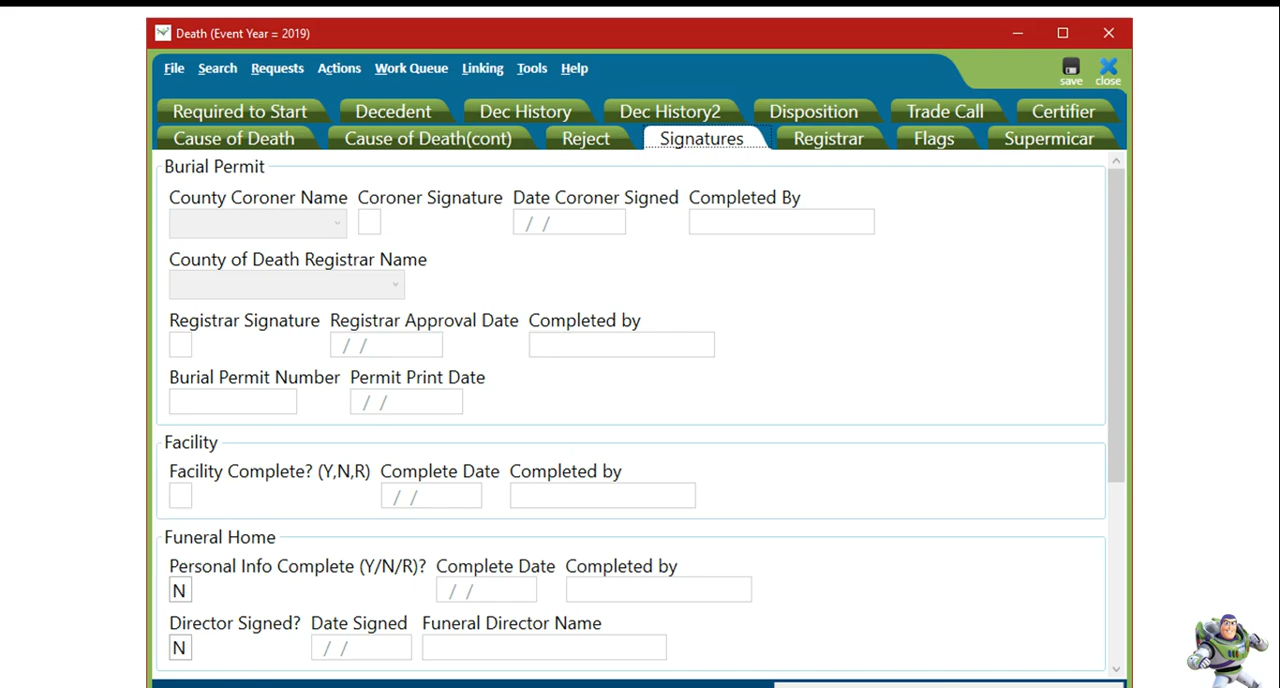 Death (Event Year = 2019)
File Search Requests Actions Work Queue Linking Tools Help
save close
Required to Start Decedent Dec History Dec History2 Disposition Trade Call Certifier
Cause of Death Cause of Death(cont) Reject Signatures Registrar Flags Supermicar
Burial Permit
County Coroner Name Coroner Signature Date Coroner Signed Completed By
/ /
County of Death Registrar Name
Registrar Signature Registrar Approval Date Completed by
/ /
Burial Permit Number Permit Print Date
/ /
Facility
Facility Complete? (Y,N,R) Complete Date Completed by
/ /
Funeral Home
Personal Info Complete (Y/N/R)? Complete Date Completed by
N / /
Director Signed? Date Signed Funeral Director Name
N / /